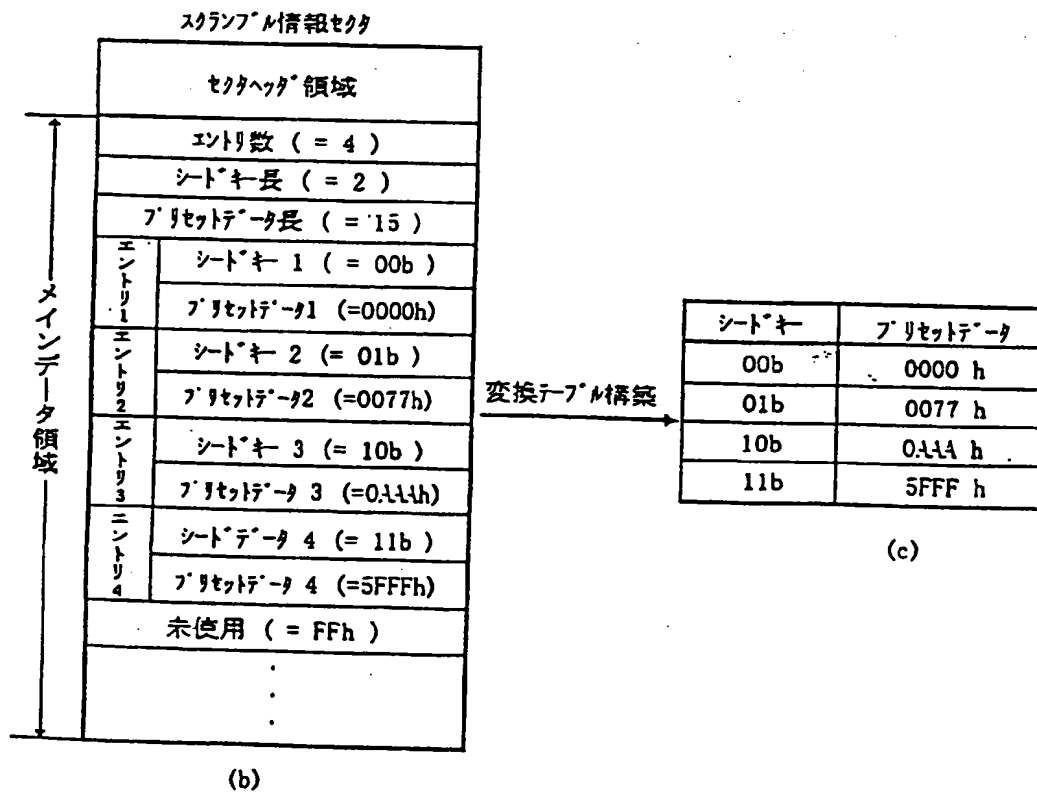 スクランブル情報セクタ
セクタヘッダ領域
エントリ数 ( = 4 )
シードキー長 ( = 2 )
プリセットデータ長 ( = 15 )
エントリ1
シードキー 1 ( = 00b )
プリセットデータ1 (=0000h)
エントリ2
シードキー 2 (= 01b )
プリセットデータ2 (=0077h)
エントリ3
シードキー 3 ( = 10b )
プリセットデータ 3 (=0AAAh)
エントリ4
シードデータ 4 (= 11b )
プリセットデータ 4 (=5FFFh)
未使用 ( = FFh )
メインデータ領域
(b)
変換テーブル構築
シードキー プリセットデータ
00b 0000 h
01b 0077 h
10b 0AAA h
11b 5FFF h
(c)